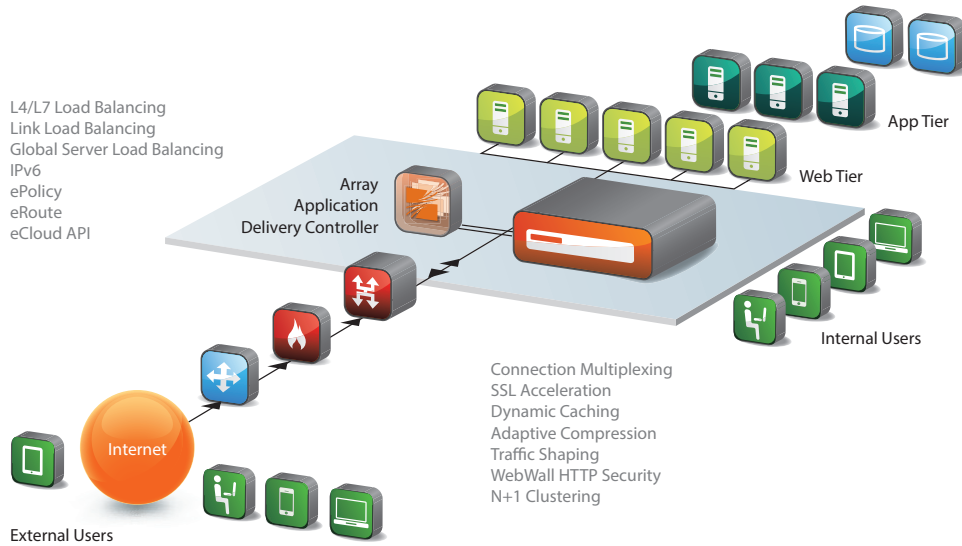 L4/L7 Load Balancing
Link Load Balancing
Global Server Load Balancing
IPv6
ePolicy
eRoute
eCloud API
Array
Application
Delivery Controller
App Tier
Web Tier
Internal Users
Connection Multiplexing
SSL Acceleration
Dynamic Caching
Adaptive Compression
Traffic Shaping
WebWall HTTP Security
N+1 Clustering
Internet
External Users